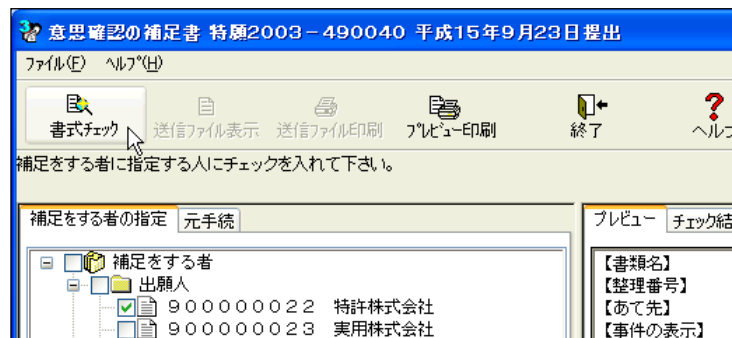 意思確認の補足書 特願2003－490040 平成15年9月23日提出
ファイル(F) ヘルプ(H)
書式チェック 送信ファイル表示 送信ファイル印刷 プレビュー印刷 終了 ヘルプ
補足をする者に指定する人にチェックを入れて下さい。
補足をする者の指定 元手続
プレビュー チェック結
補足をする者
出願人
９０００００００２２ 特許株式会社
９０００００００２３ 実用株式会社
【書類名】
【整理番号】
【あて先】
【事件の表示】